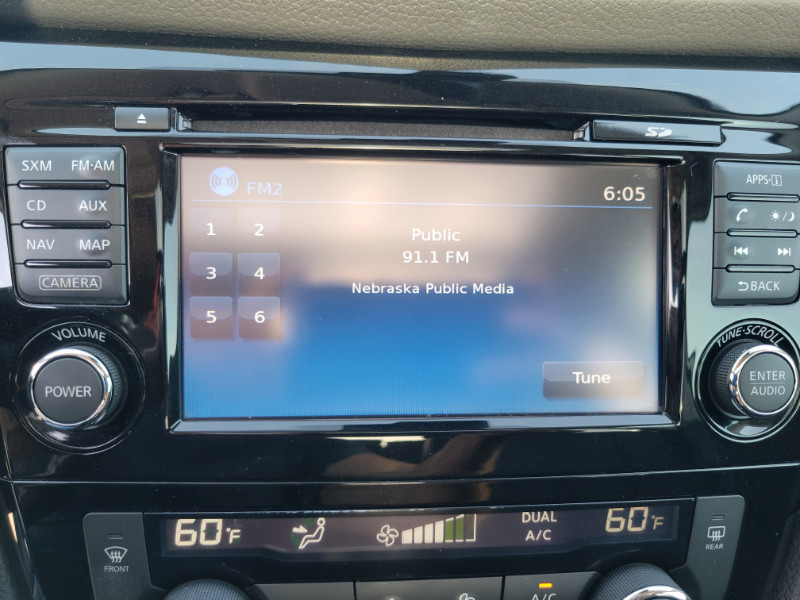 SXM FM·AM
CD AUX
NAV MAP
CAMERA
VOLUME
POWER
FM2
6:05
1 2
3 4
5 6
Public
91.1 FM
Nebraska Public Media
Tune
SD
APPS·i
BACK
TUNE·SCROLL
ENTER
AUDIO
FRONT
60°F
DUAL
A/C
60°F
REAR
A/C